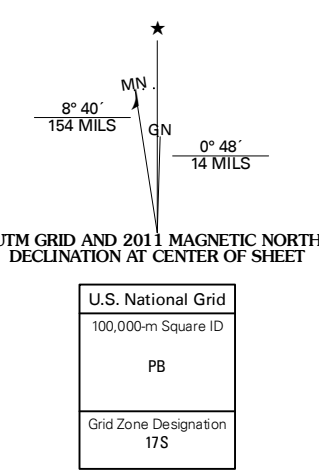 ★
MN
8° 40´
154 MILS
GN
0° 48´
14 MILS
UTM GRID AND 2011 MAGNETIC NORTH
DECLINATION AT CENTER OF SHEET
U.S. National Grid
100,000-m Square ID
PB
Grid Zone Designation
17S